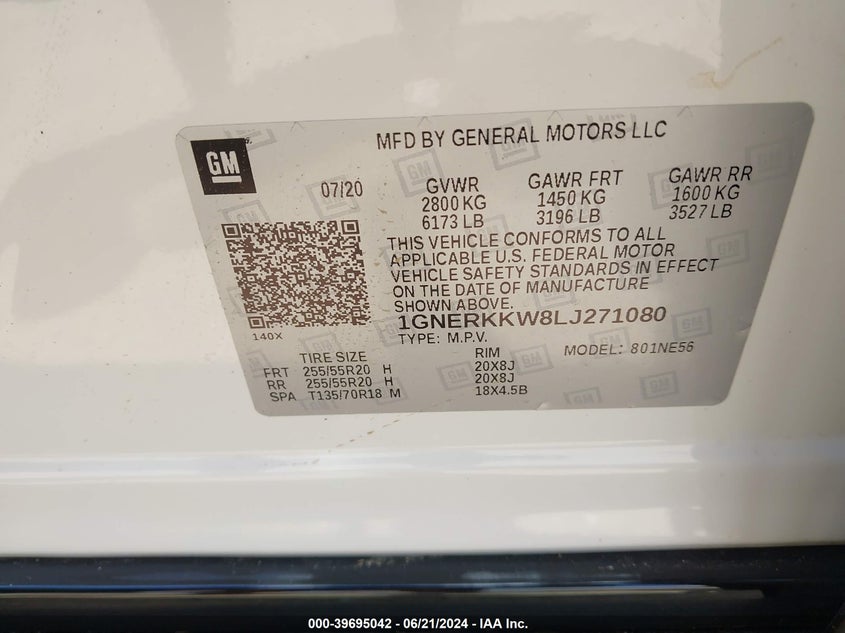 MFD BY GENERAL MOTORS LLC
GM
07/20 GVWR GAWR FRT GAWR RR
2800 KG 1450 KG 1600 KG
6173 LB 3196 LB 3527 LB
THIS VEHICLE CONFORMS TO ALL
APPLICABLE U.S. FEDERAL MOTOR
VEHICLE SAFETY STANDARDS IN EFFECT
ON THE DATE OF MANUFACTURE
SHOWN ABOVE.
1GNERKKW8LJ271080
140X
TYPE: M.P.V. MODEL: 801NE56
TIRE SIZE RIM
FRT 255/55R20 H 20X8J
RR 255/55R20 H 20X8J
SPA T135/70R18 M 18X4.5B
000-39695042 - 06/21/2024 - IAA Inc.